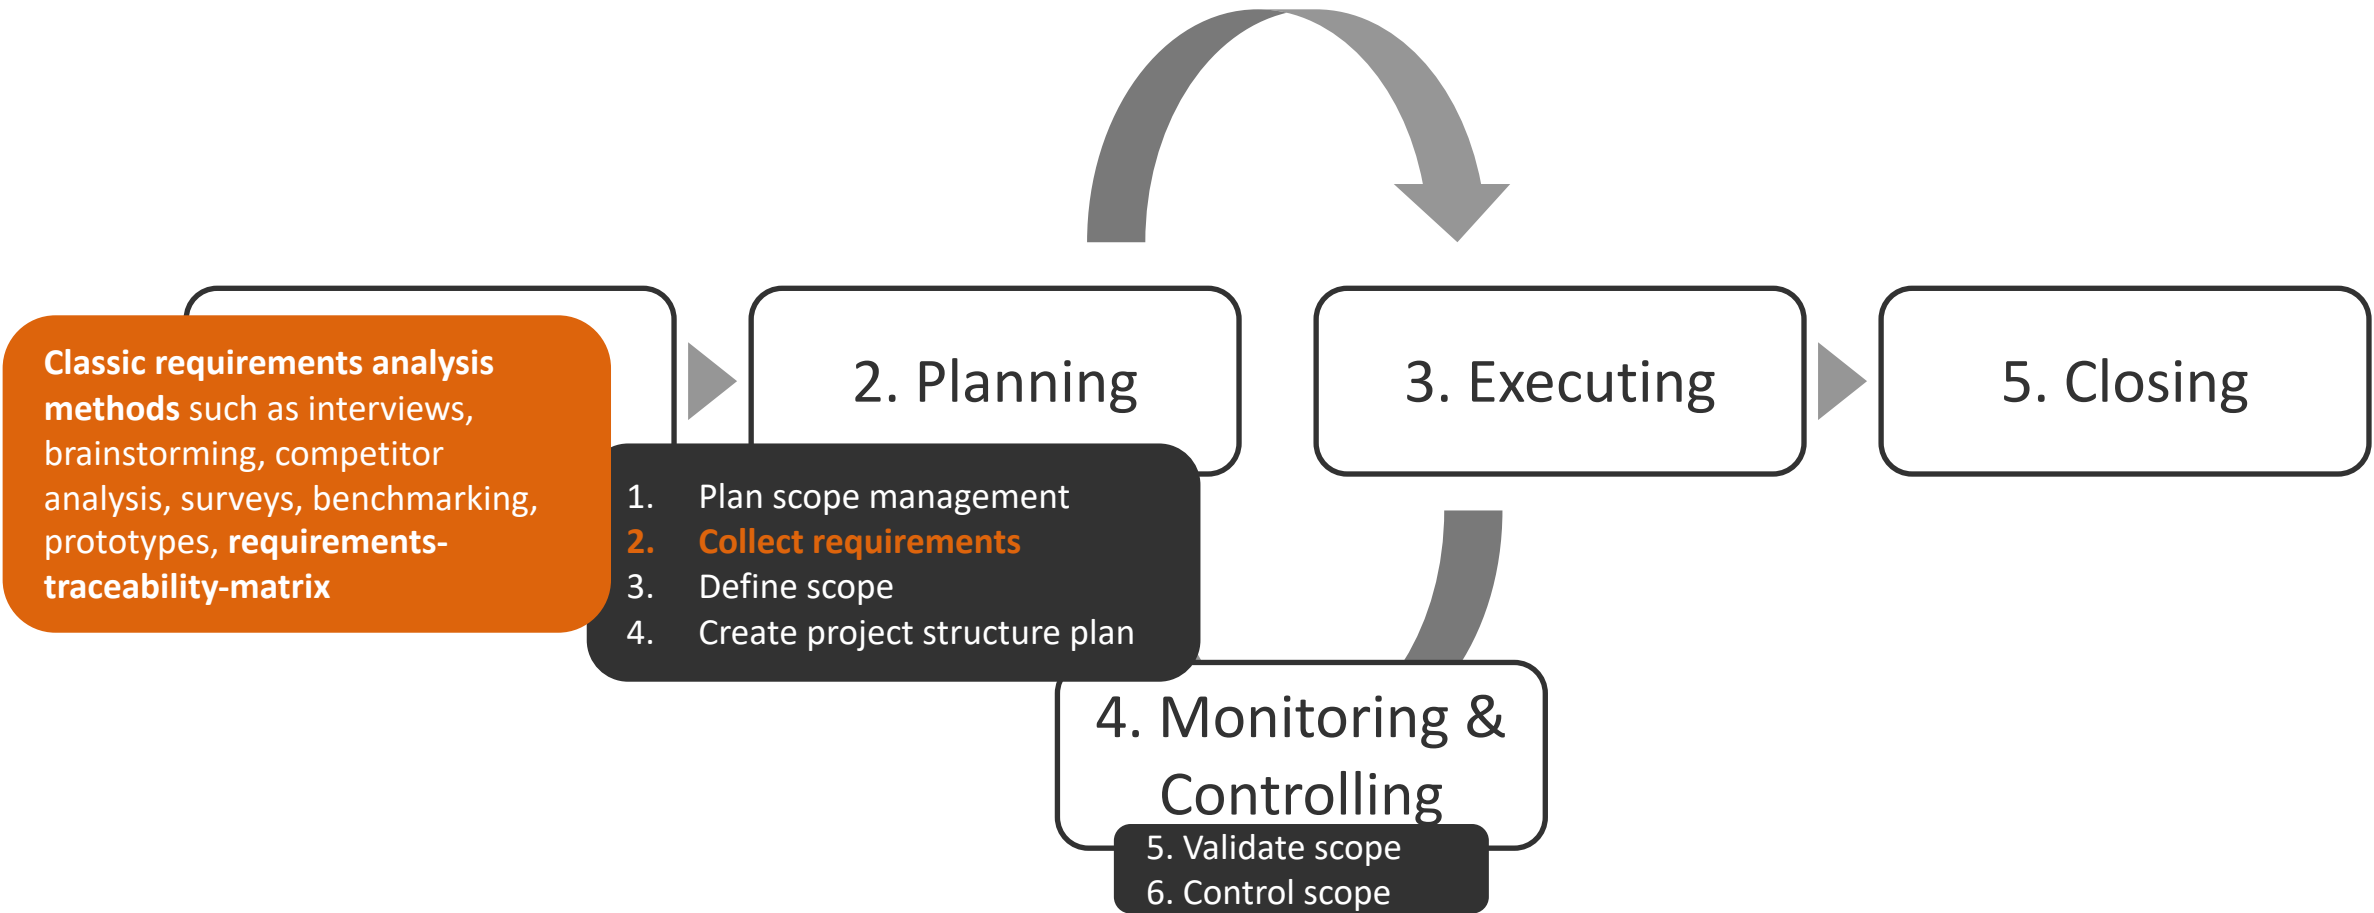 Classic requirements analysis
methods such as interviews,
brainstorming, competitor
analysis, surveys, benchmarking,
prototypes, requirements-
traceability-matrix
2. Planning
1. Plan scope management
2. Collect requirements
3. Define scope
4. Create project structure plan
3. Executing
4. Monitoring &
Controlling
5. Validate scope
6. Control scope
5. Closing